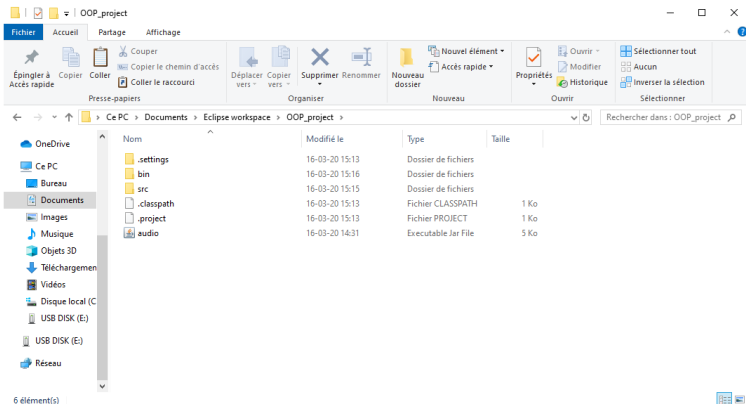 OOP_project
Fichier Accueil Partage Affichage
Épingler à Accès rapide
Copier
Coller
Couper
Copier le chemin d'accès
Coller le raccourci
Presse-papiers
Déplacer vers
Copier vers
Supprimer
Renommer
Organiser
Nouveau dossier
Nouvel élément
Accès rapide
Nouveau
Propriétés
Ouvrir
Modifier
Historique
Ouvrir
Sélectionner tout
Aucun
Inverser la sélection
Sélectionner
Ce PC > Documents > Eclipse workspace > OOP_project >
Rechercher dans : OOP_project
OneDrive
Ce PC
Bureau
Documents
Images
Musique
Objets 3D
Téléchargemen
Vidéos
Disque local (C
USB DISK (E:)
USB DISK (E:)
Réseau
Nom Modifié le Type Taille
.settings 16-03-20 15:13 Dossier de fichiers
bin 16-03-20 15:16 Dossier de fichiers
src 16-03-20 15:15 Dossier de fichiers
.classpath 16-03-20 15:13 Fichier CLASSPATH 1 Ko
.project 16-03-20 15:13 Fichier PROJECT 1 Ko
audio 16-03-20 14:31 Executable Jar File 5 Ko
6 élément(s)